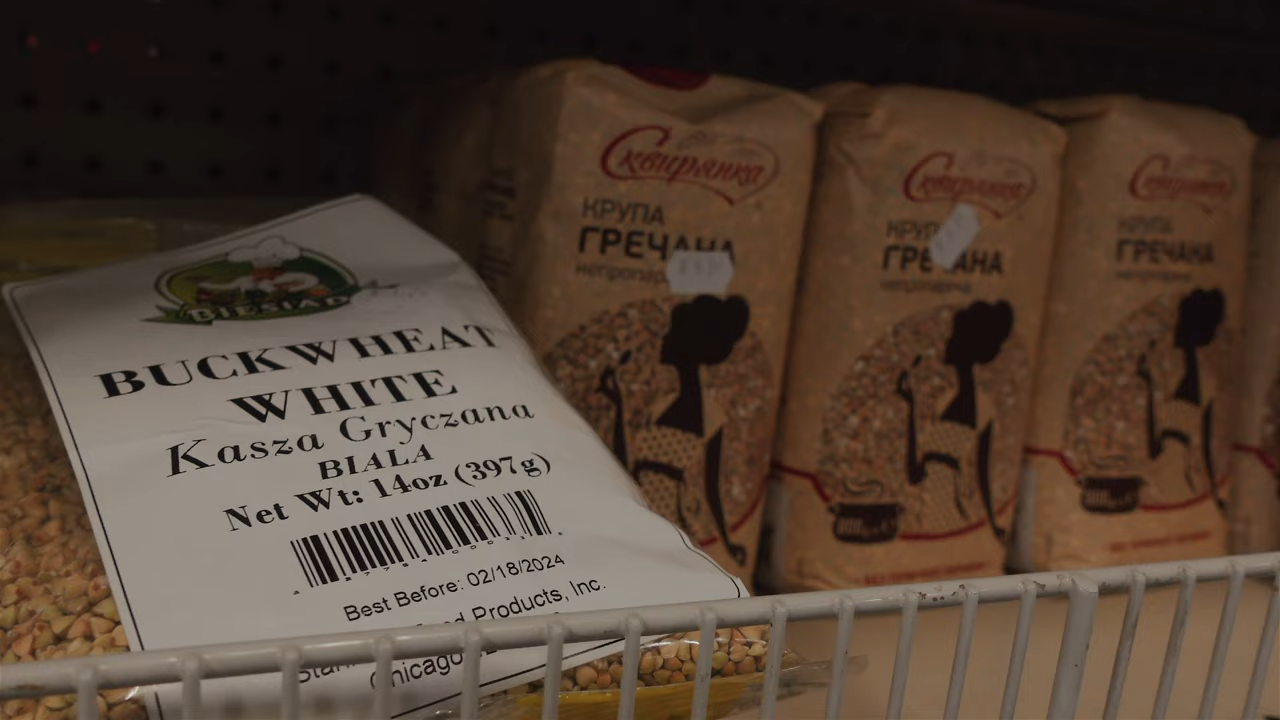 BIESIAD
BUCKWHEAT
WHITE
Kasza Gryczana
BIALA
Net Wt: 14oz (397g)
Best Before: 02/18/2024
Food Products, Inc.
Chicago
Сквирянка
КРУПА
ГРЕЧАНА
Сквирянка
КРУПА
ГРЕЧАНА
непропарена
Сквирянка
КРУПА
ГРЕЧАНА
непропарена